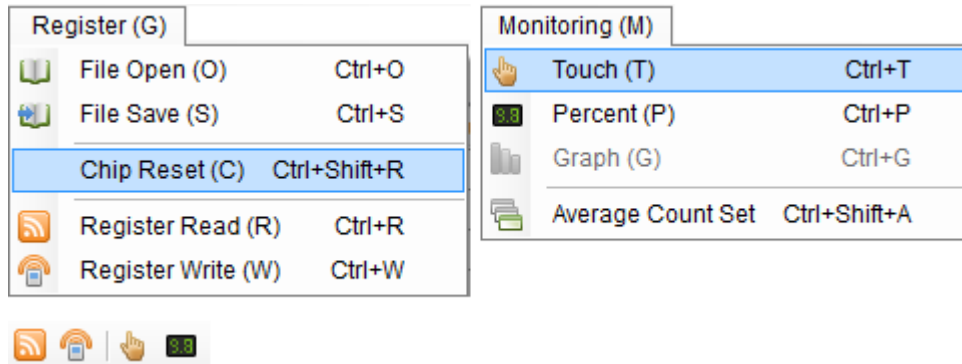 Register (G)
File Open (O) Ctrl+O
File Save (S) Ctrl+S
Chip Reset (C) Ctrl+Shift+R
Register Read (R) Ctrl+R
Register Write (W) Ctrl+W
Monitoring (M)
Touch (T) Ctrl+T
Percent (P) Ctrl+P
Graph (G) Ctrl+G
Average Count Set Ctrl+Shift+A